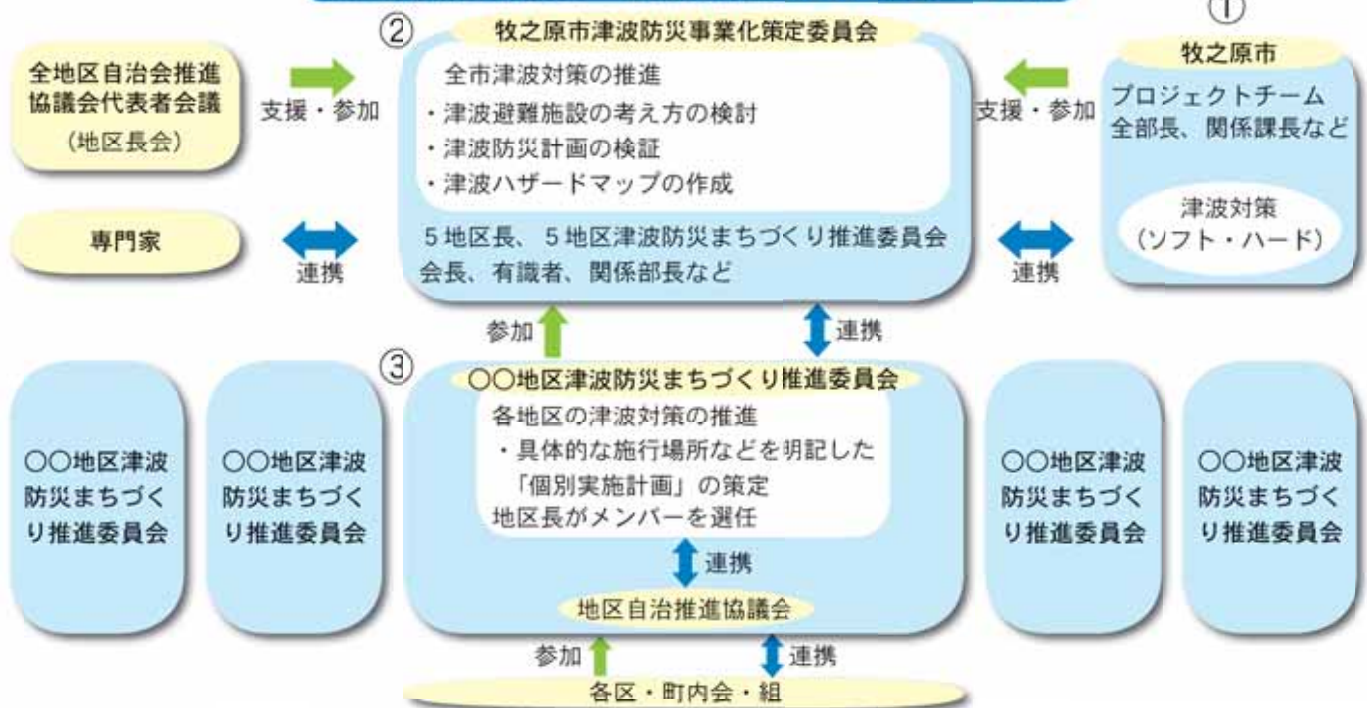 ①
② 牧之原市津波防災事業化策定委員会
牧之原市
全地区自治会推進
協議会代表者会議
(地区長会)
支援・参加
全市津波対策の推進
・津波避難施設の考え方の検討
・津波防災計画の検証
・津波ハザードマップの作成
支援・参加
プロジェクトチーム
全部長、関係課長など
津波対策
(ソフト・ハード)
専門家
連携
5地区長、5地区津波防災まちづくり推進委員会
会長、有識者、関係部長など
連携
参加
連携
③
〇〇地区津波防災まちづくり推進委員会
各地区の津波対策の推進
・具体的な施行場所などを明記した
「個別実施計画」の策定
地区長がメンバーを選任
連携
地区自治推進協議会
〇〇地区津波
防災まちづく
り推進委員会
〇〇地区津波
防災まちづく
り推進委員会
〇〇地区津波
防災まちづく
り推進委員会
〇〇地区津波
防災まちづく
り推進委員会
参加
連携
各区・町内会・組